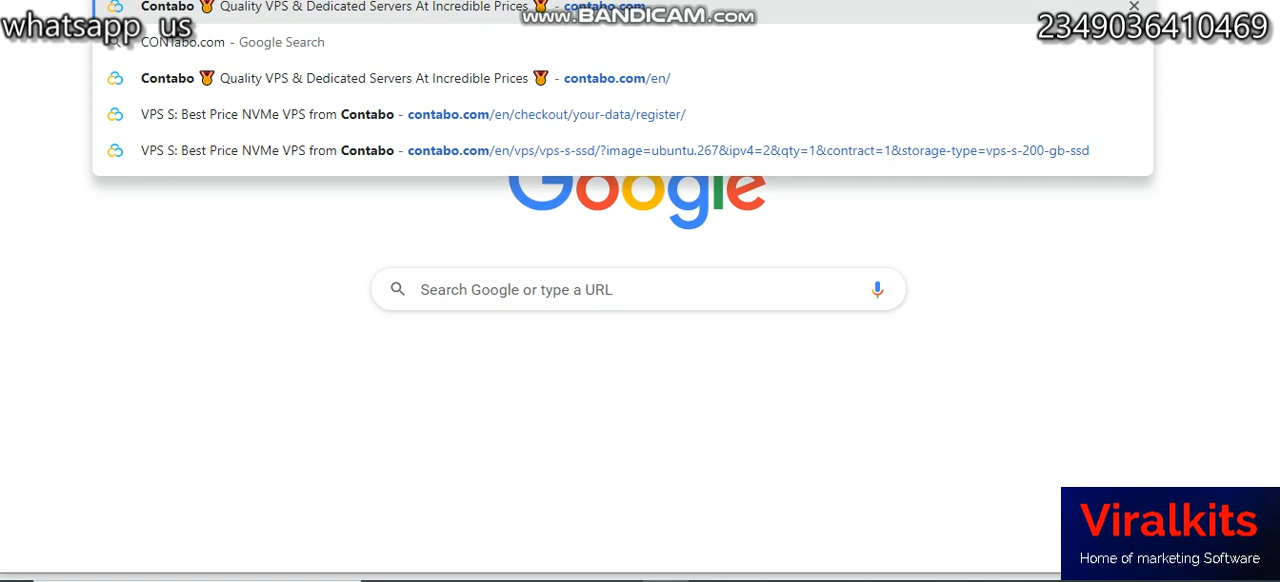 Contabo 🏅 Quality VPS & Dedicated Servers At Incredible Prices 🏅 - contabo.com
www.BANDICAM.com
whatsapp us
2349036410469
CONTabo.com - Google Search
Contabo 🏅 Quality VPS & Dedicated Servers At Incredible Prices 🏅 - contabo.com/en/
VPS S: Best Price NVMe VPS from Contabo - contabo.com/en/checkout/your-data/register/
VPS S: Best Price NVMe VPS from Contabo - contabo.com/en/vps/vps-s-ssd/?image=ubuntu.267&ipv4=2&qty=1&contract=1&storage-type=vps-s-200-gb-ssd
Google
Search Google or type a URL
Viralkits
Home of marketing Software